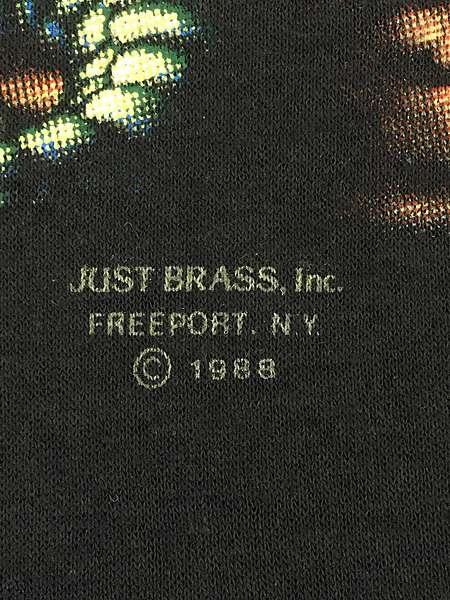 JUST BRASS, Inc.
FREEPORT. N.Y.
© 1988